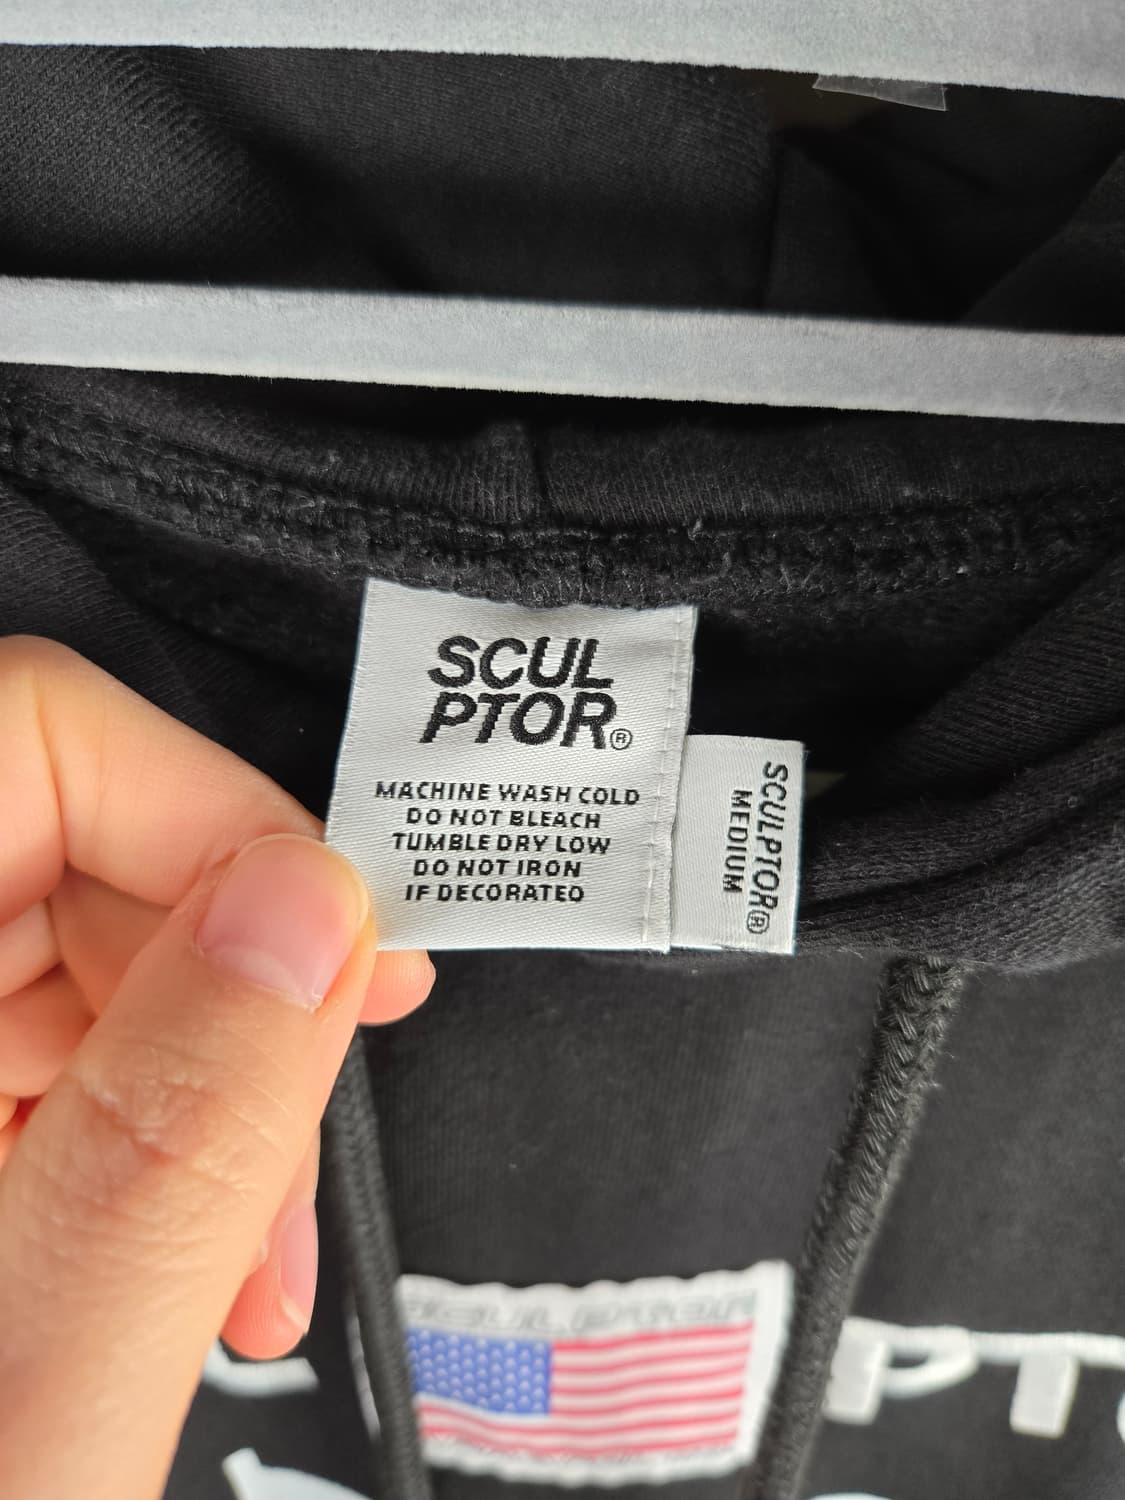 SCUL
PTOR®
MACHINE WASH COLD
DO NOT BLEACH
TUMBLE DRY LOW
DO NOT IRON
IF DECORATED
SCULPTOR®
MEDIUM
SCULPTOR
PT